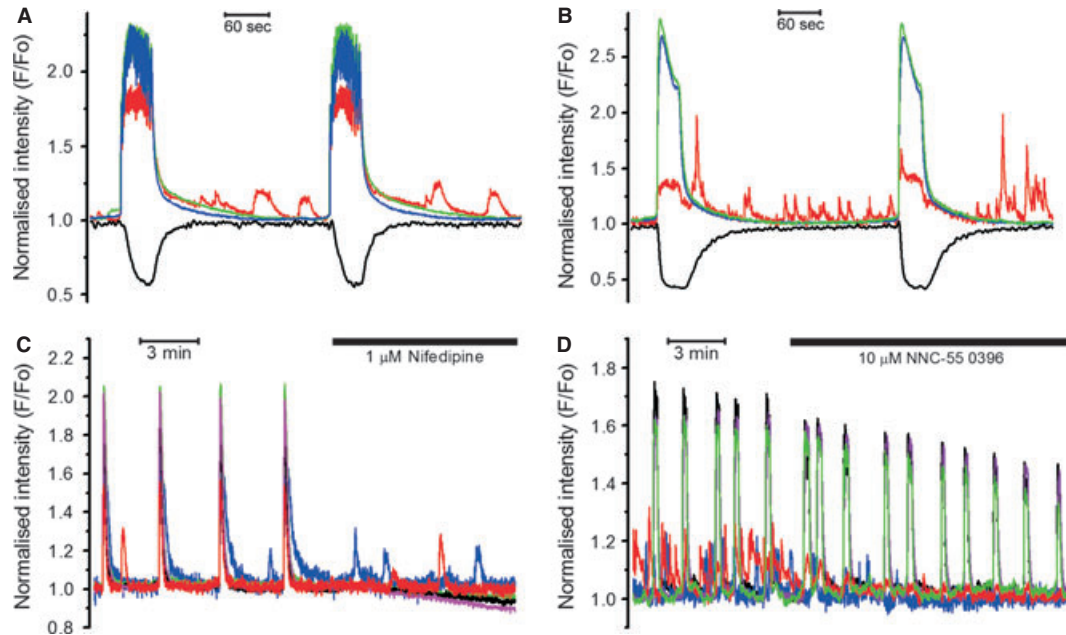 A
60 sec
Normalised intensity (F/Fo)
2.0
1.5
1.0
0.5
B
60 sec
Normalised intensity (F/Fo)
2.5
2.0
1.5
1.0
0.5
C
3 min
1 μM Nifedipine
Normalised intensity (F/Fo)
2.2
2.0
1.8
1.6
1.4
1.2
1.0
0.8
D
3 min
10 μM NNC-55 0396
Normalised intensity (F/Fo)
1.8
1.6
1.4
1.2
1.0